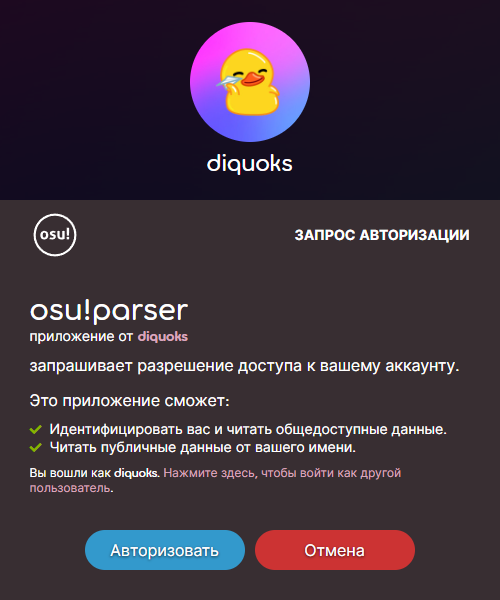 diquoks
osu!
ЗАПРОС АВТОРИЗАЦИИ
osu!parser
приложение от diquoks
запрашивает разрешение доступа к вашему аккаунту.
Это приложение сможет:
Идентифицировать вас и читать общедоступные данные.
Читать публичные данные от вашего имени.
Вы вошли как diquoks. Нажмите здесь, чтобы войти как другой
пользователь.
Авторизовать
Отмена